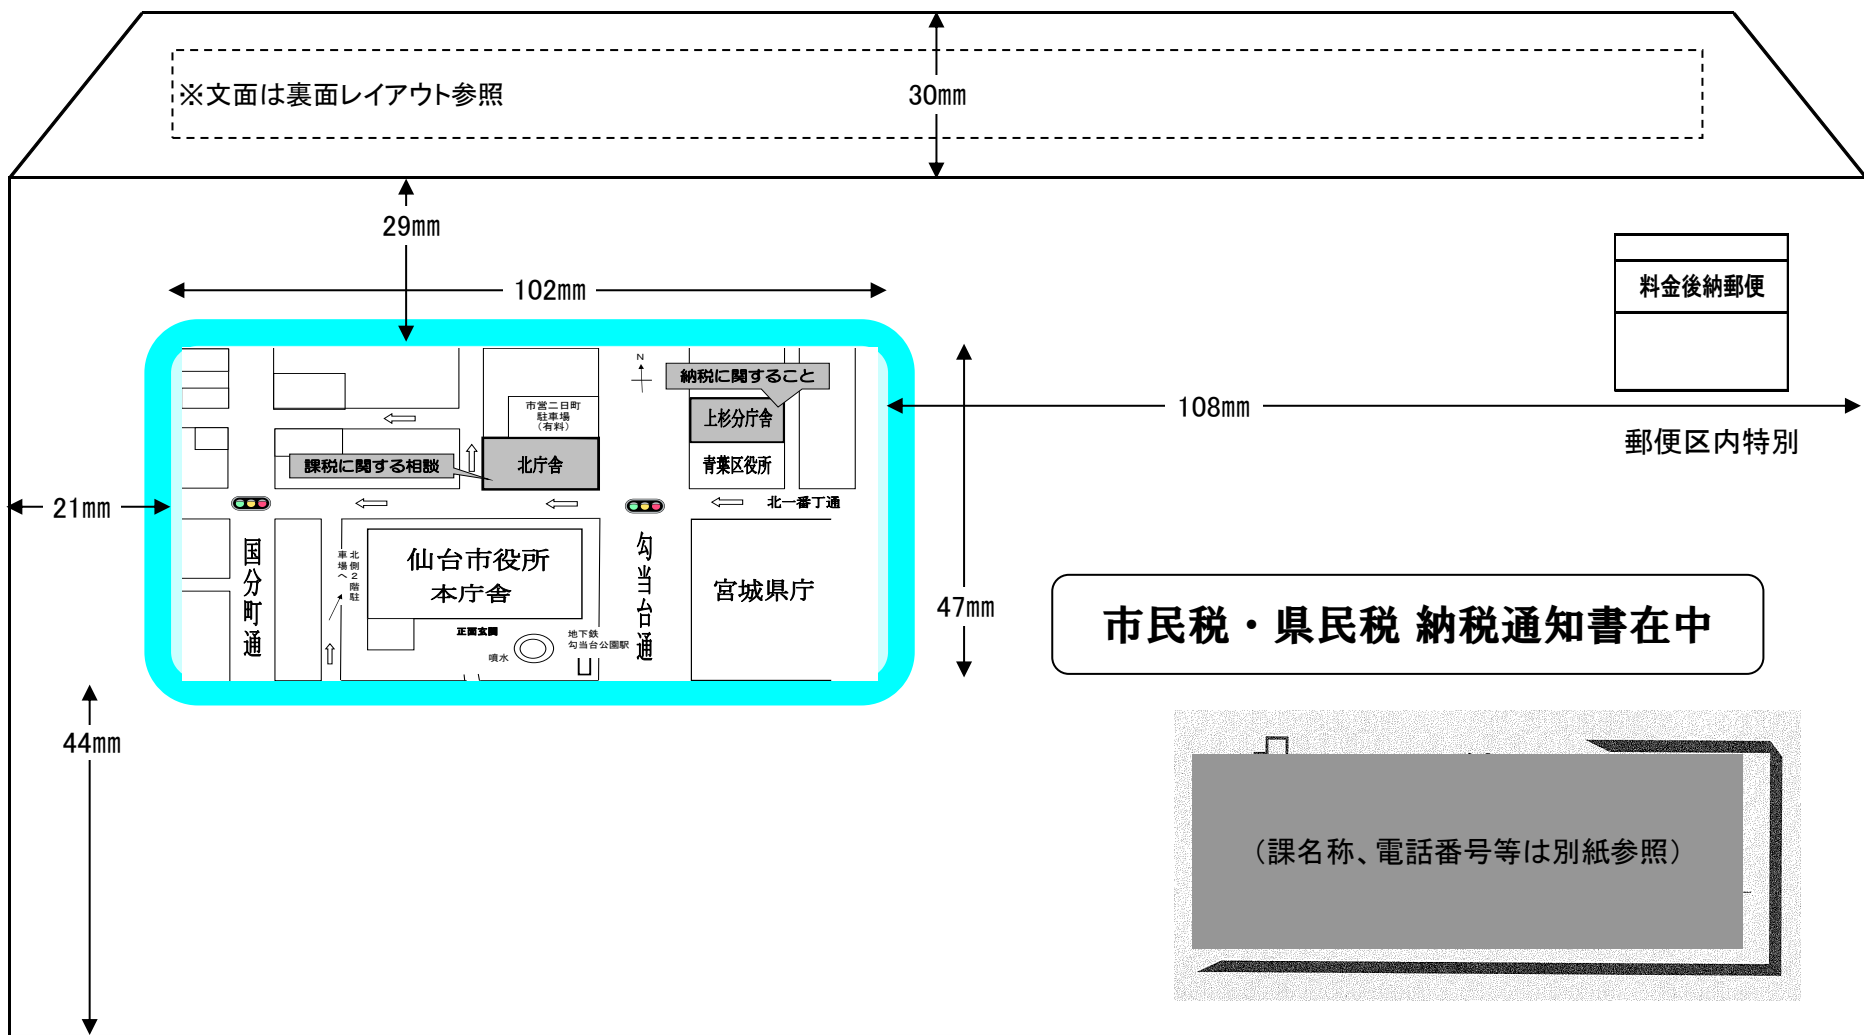 ※文面は裏面レイアウト参照
30mm
29mm
102mm
料金後納郵便
108mm
郵便区内特別
N
納税に関すること
市営二日町
駐車場
(有料)
上杉分庁舎
課税に関する相談
北庁舎
青葉区役所
北一番丁通
21mm
国分町通
北側2階駐
車場へ
仙台市役所
本庁舎
勾当台通
宮城県庁
47mm
市民税・県民税 納税通知書在中
正面玄関
地下鉄
勾当台公園駅
噴水
44mm
(課名称、電話番号等は別紙参照)